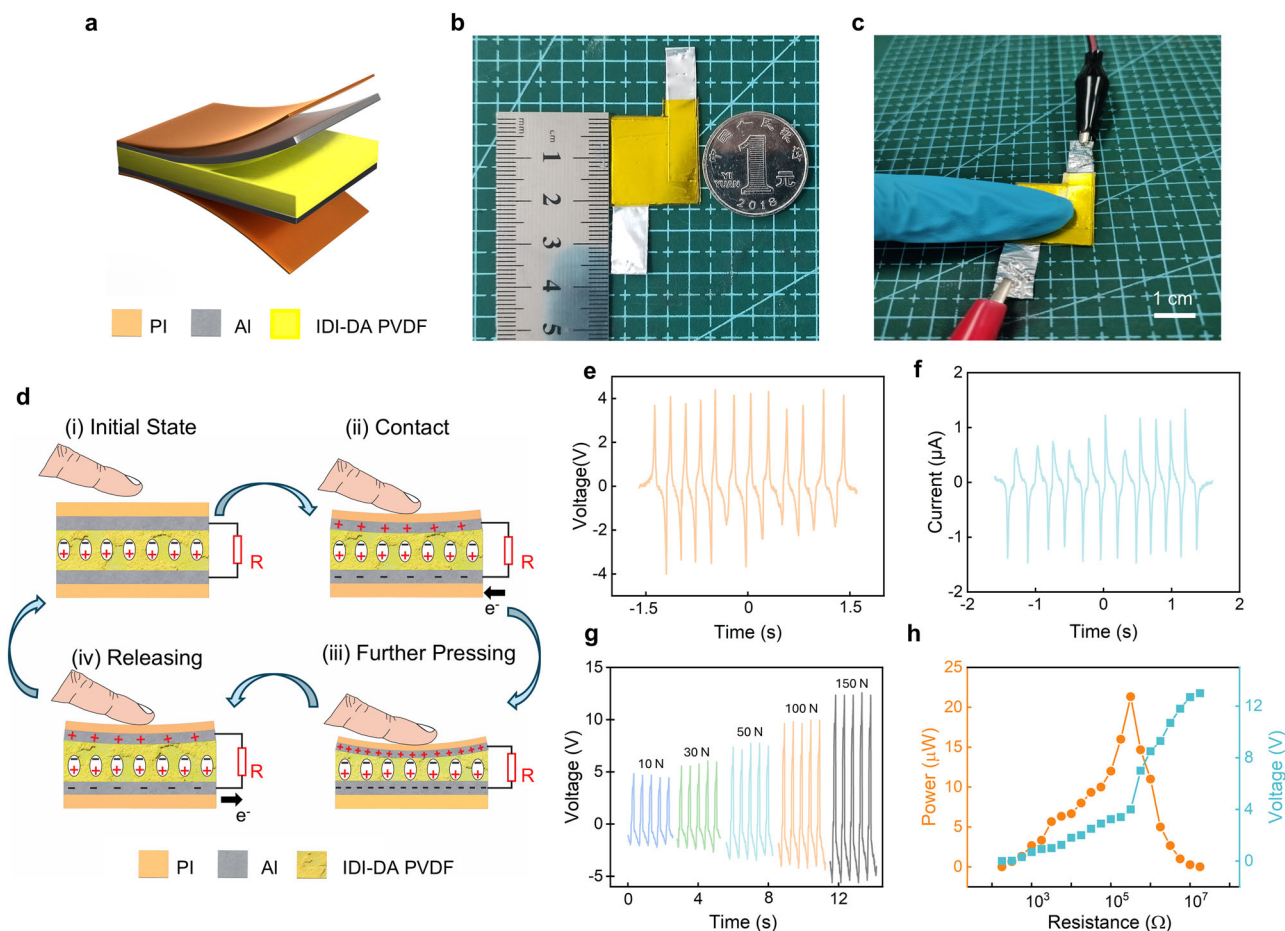 a
PI
Al
IDI-DA PVDF
b
mm
cm
1
2
3
4
5
YI
YUAN
1
元
2018
c
1 cm
d
(i) Initial State
(ii) Contact
R
R
e-
(iv) Releasing
(iii) Further Pressing
R
R
e-
PI
Al
IDI-DA PVDF
e
Voltage(V)
4
2
0
-2
-4
-1.5
0
1.5
Time (s)
f
Current (µA)
2
1
0
-1
-2
-2
-1
0
1
2
Time (s)
g
Voltage (V)
15
10
5
0
-5
10 N
30 N
50 N
100 N
150 N
0
4
8
12
Time (s)
h
Power (µW)
25
20
15
10
5
0
10³
10⁵
10⁷
Resistance (Ω)
12
8
4
0
Voltage (V)